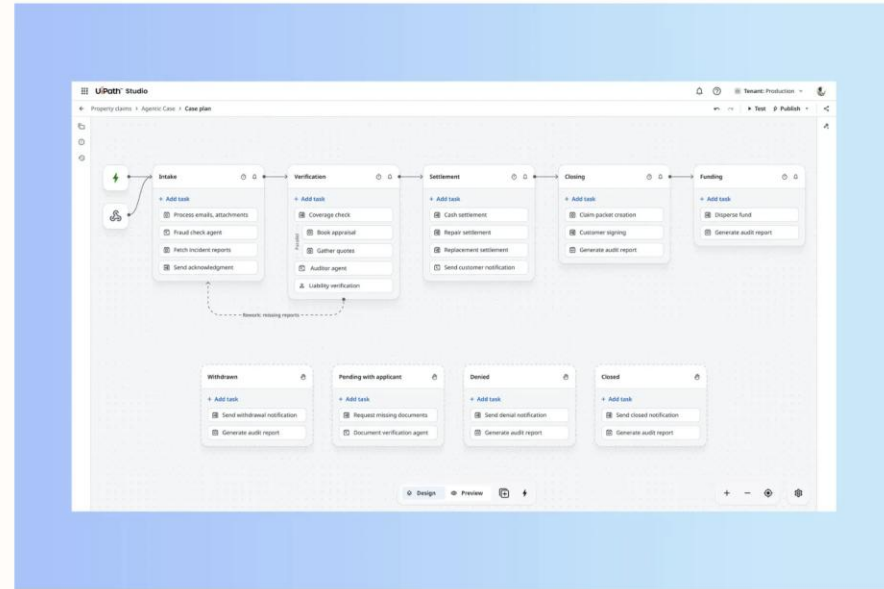 UiPath™ Studio
Tenant: Production
Property claims > Agentic Case > Case plan
Test
Publish
Intake
+ Add task
Process emails, attachments
Fraud check agent
Fetch incident reports
Send acknowledgment
Verification
+ Add task
Coverage check
Parallel
Book appraisal
Gather quotes
Auditor agent
Liability verification
Settlement
+ Add task
Cash settlement
Repair settlement
Replacement settlement
Send customer notification
Closing
+ Add task
Claim packet creation
Customer signing
Generate audit report
Funding
+ Add task
Disperse fund
Generate audit report
Rework: missing reports
Withdrawn
+ Add task
Send withdrawal notification
Generate audit report
Pending with applicant
+ Add task
Request missing documents
Document verification agent
Denied
+ Add task
Send denial notification
Generate audit report
Closed
+ Add task
Send closed notification
Generate audit report
Design
Preview